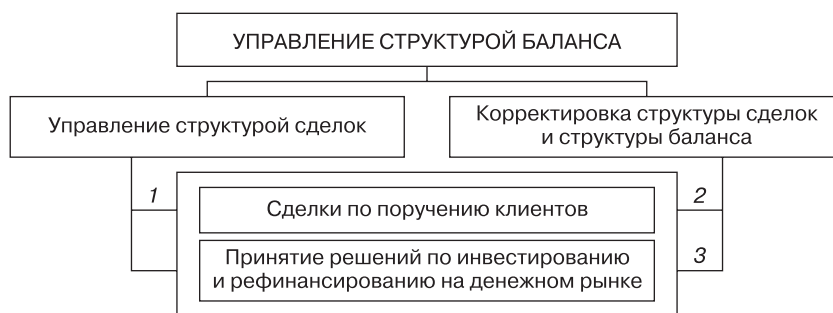 УПРАВЛЕНИЕ СТРУКТУРОЙ БАЛАНСА
Управление структурой сделок
Корректировка структуры сделок
и структуры баланса
1
Сделки по поручению клиентов
2
Принятие решений по инвестированию
и рефинансированию на денежном рынке
3